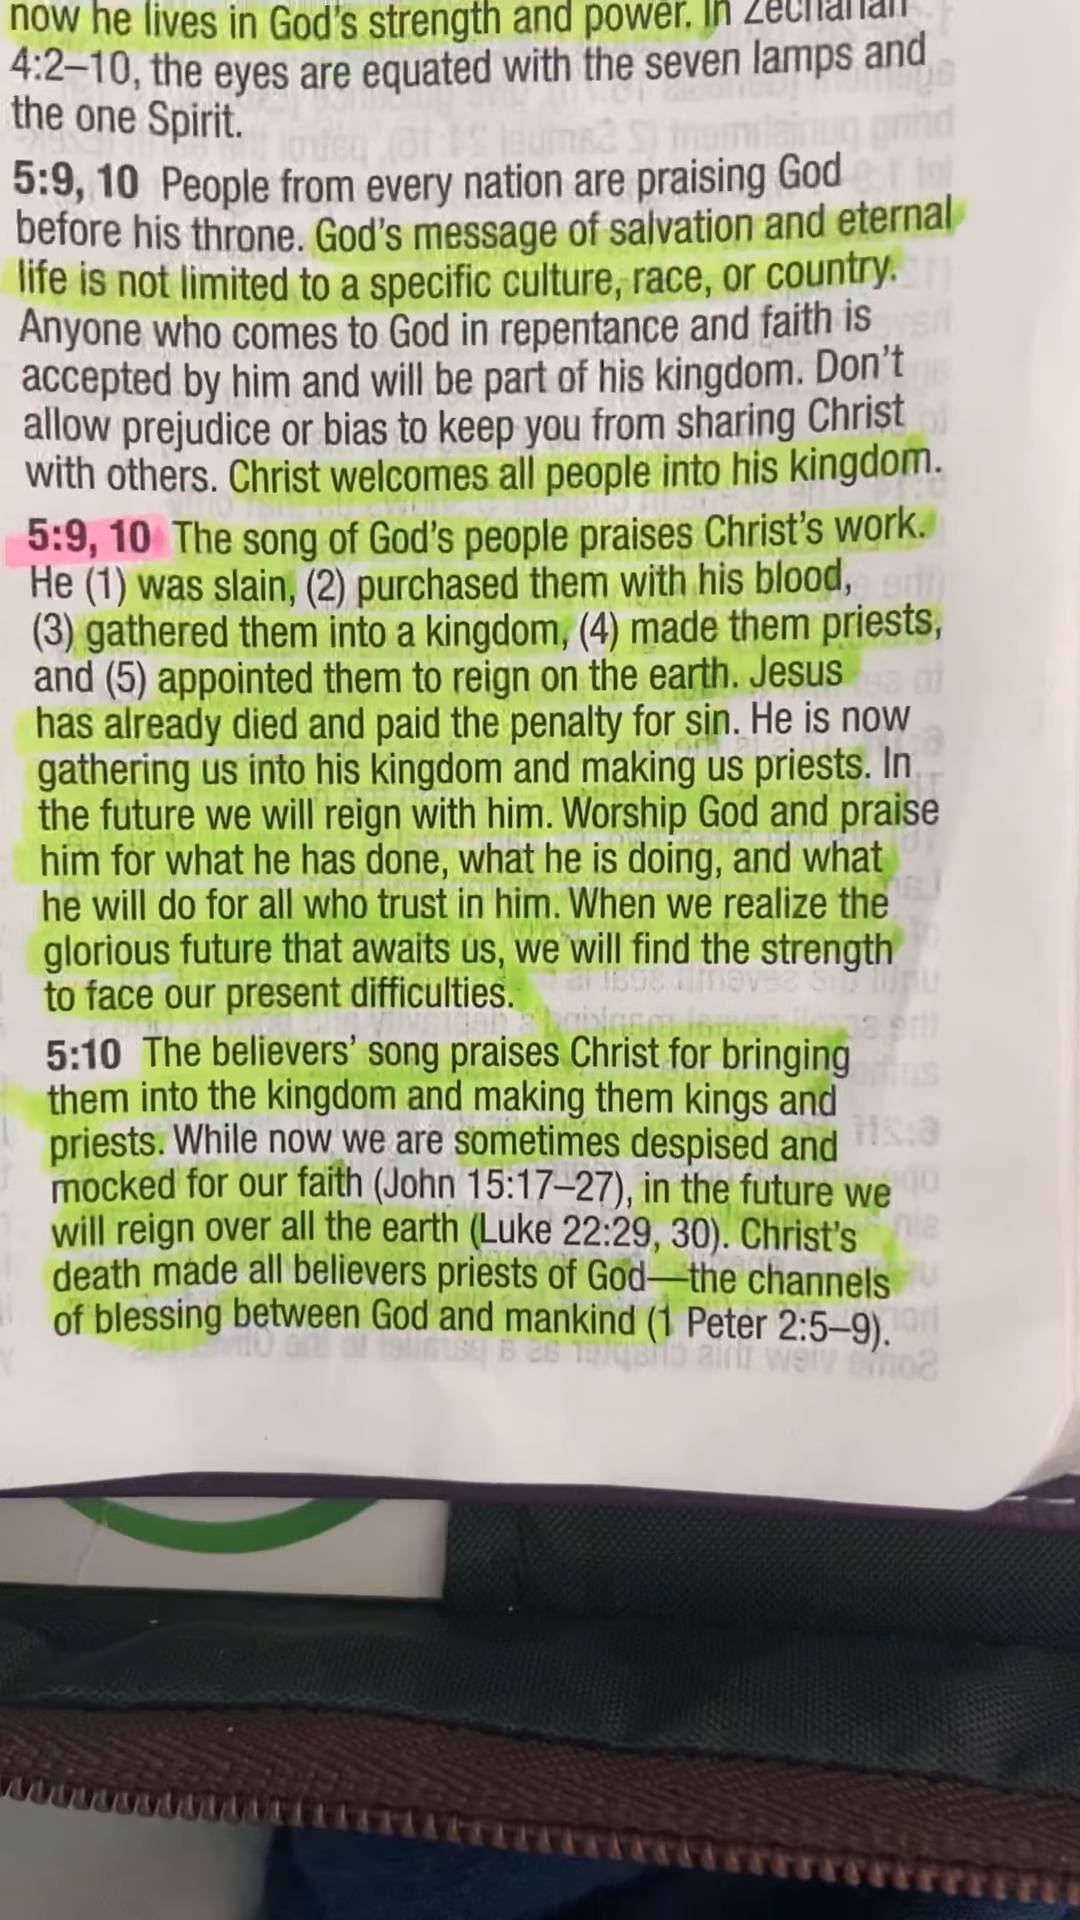 now he lives in God's strength and power. In Zechariah
4:2–10, the eyes are equated with the seven lamps and
the one Spirit.
5:9, 10 People from every nation are praising God
before his throne. God's message of salvation and eternal
life is not limited to a specific culture, race, or country.
Anyone who comes to God in repentance and faith is
accepted by him and will be part of his kingdom. Don't
allow prejudice or bias to keep you from sharing Christ
with others. Christ welcomes all people into his kingdom.
5:9, 10 The song of God's people praises Christ's work.
He (1) was slain, (2) purchased them with his blood,
(3) gathered them into a kingdom, (4) made them priests,
and (5) appointed them to reign on the earth. Jesus
has already died and paid the penalty for sin. He is now
gathering us into his kingdom and making us priests. In
the future we will reign with him. Worship God and praise
him for what he has done, what he is doing, and what
he will do for all who trust in him. When we realize the
glorious future that awaits us, we will find the strength
to face our present difficulties.
5:10 The believers' song praises Christ for bringing
them into the kingdom and making them kings and
priests. While now we are sometimes despised and
mocked for our faith (John 15:17–27), in the future we
will reign over all the earth (Luke 22:29, 30). Christ's
death made all believers priests of God—the channels
of blessing between God and mankind (1 Peter 2:5–9).